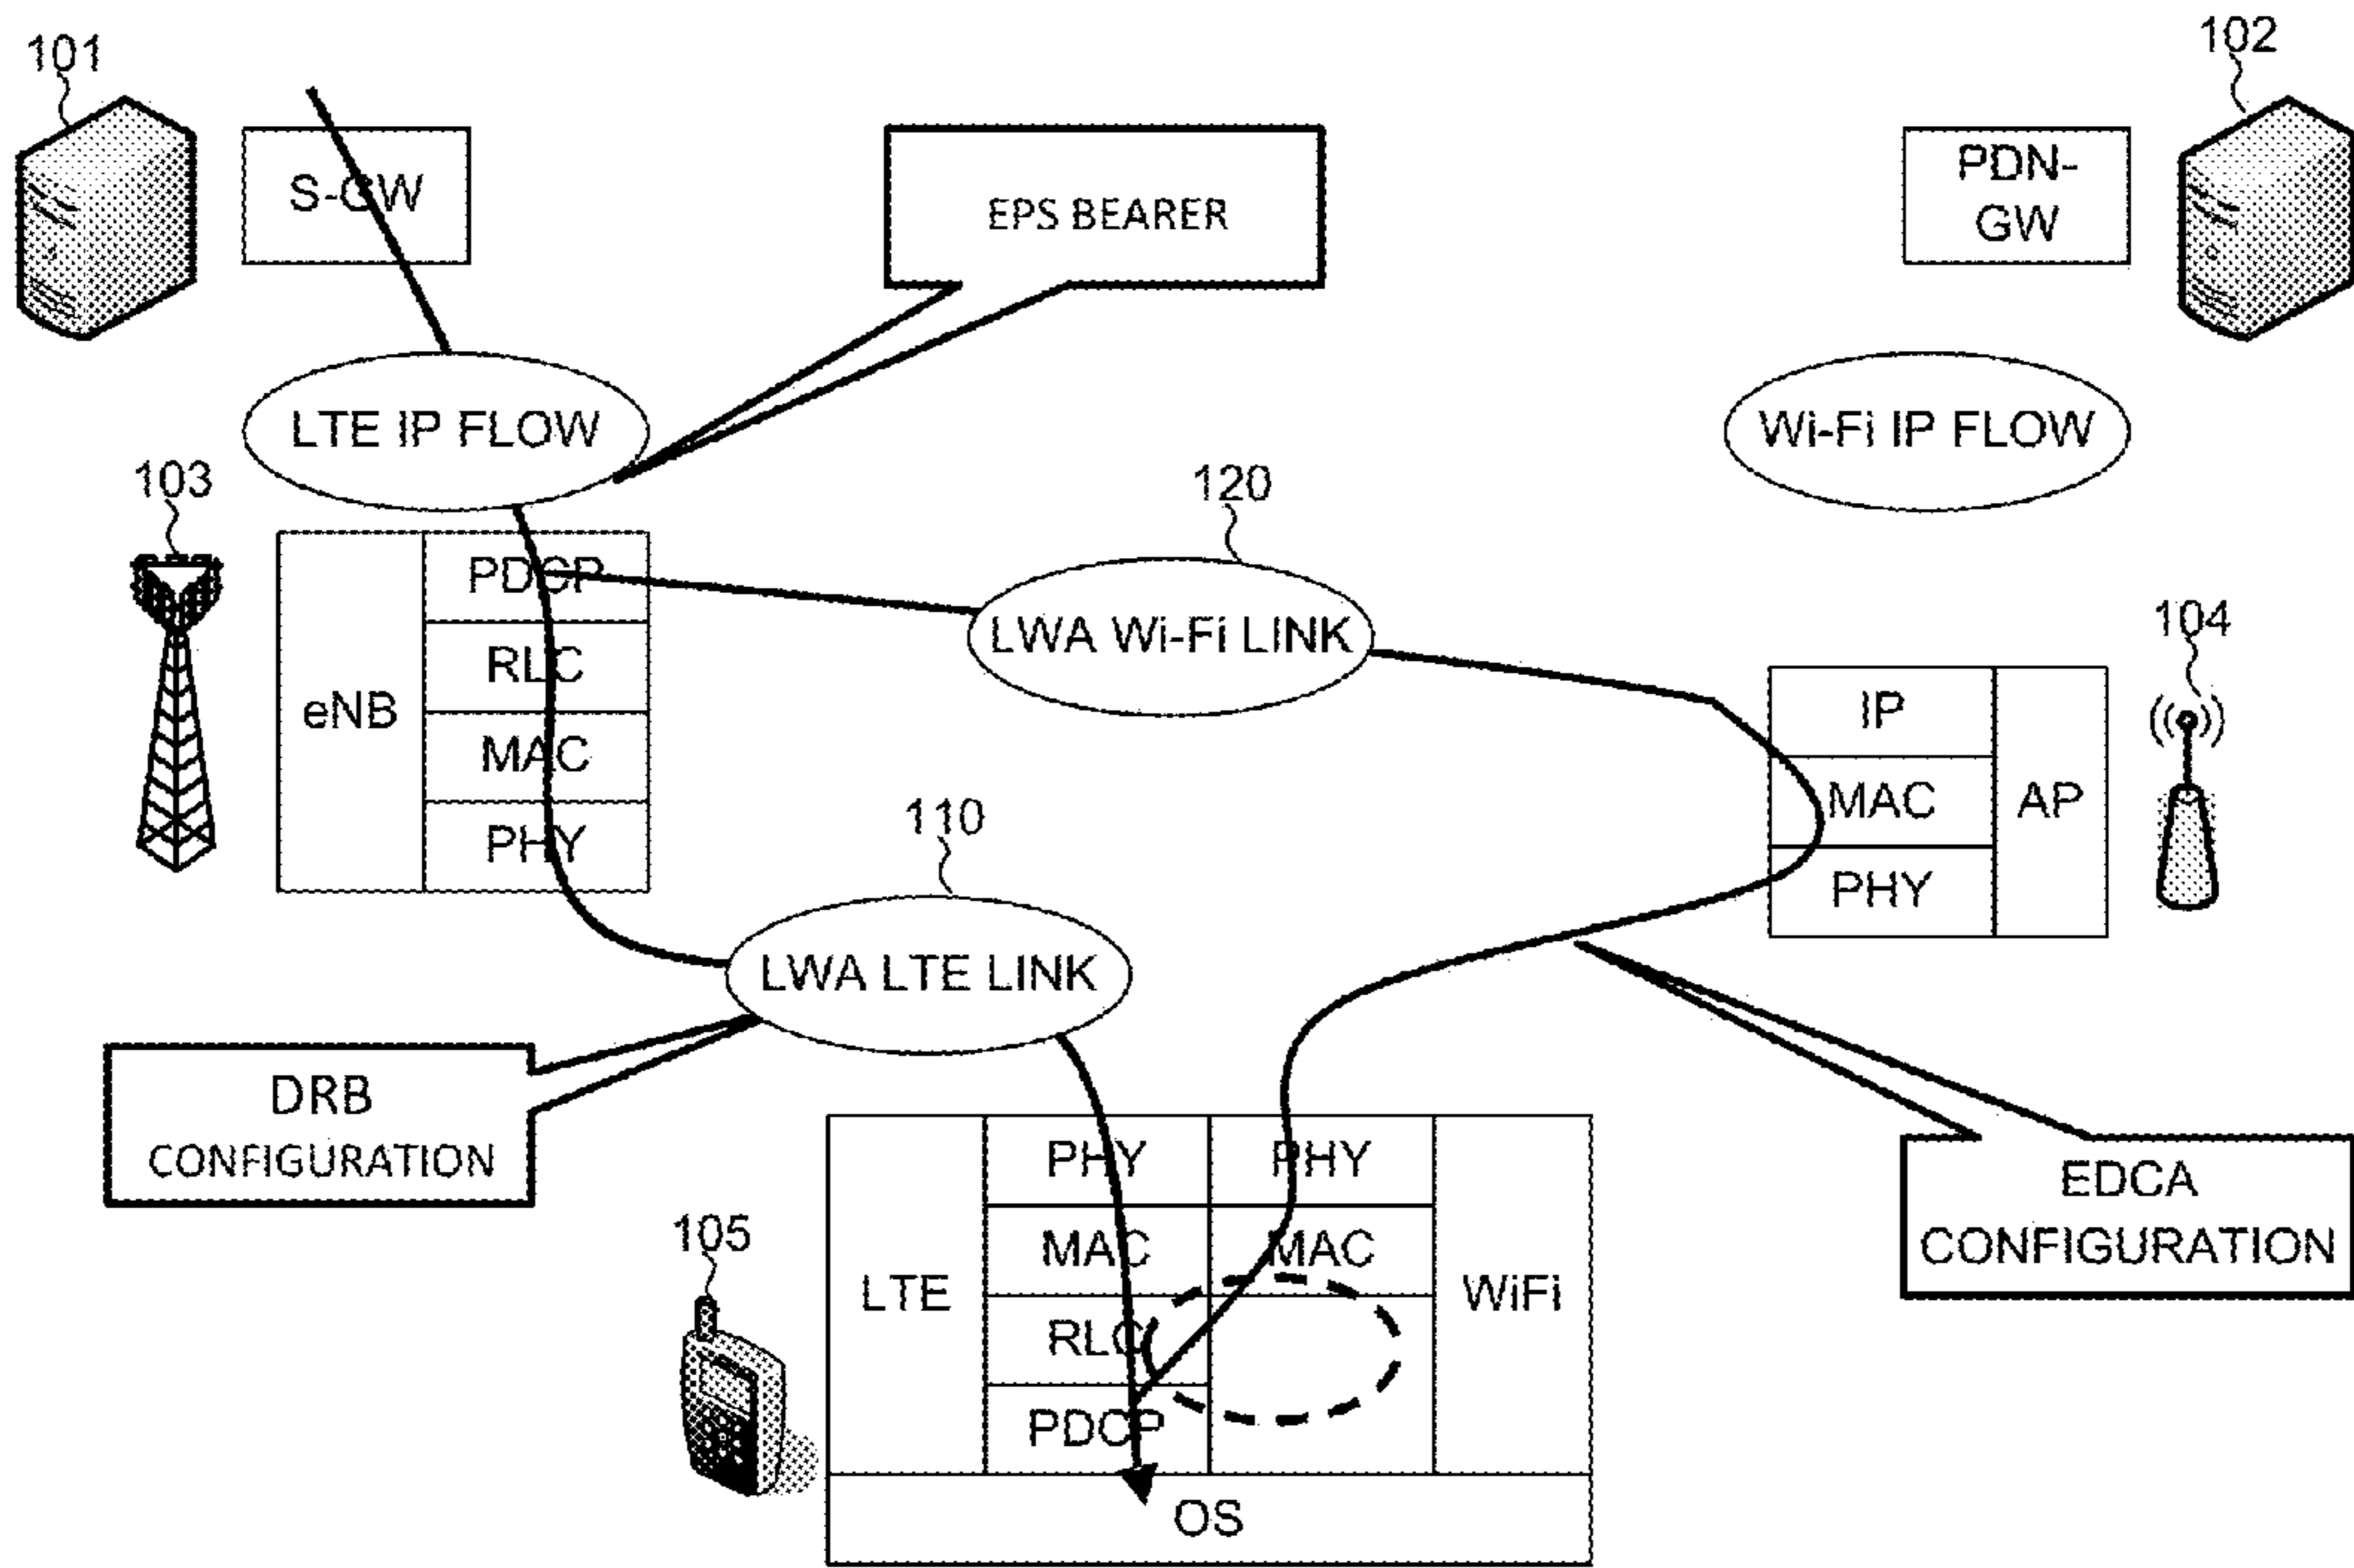 101
102
S-GW
EPS BEARER
PDN-
GW
LTE IP FLOW
Wi-Fi IP FLOW
103
120
eNB
PDCP
RLC
MAC
PHY
LWA Wi-Fi LINK
104
IP
MAC
PHY
AP
110
LWA LTE LINK
DRB
CONFIGURATION
EDCA
CONFIGURATION
105
LTE
PHY
MAC
RLC
PDCP
PHY
MAC
WiFi
OS